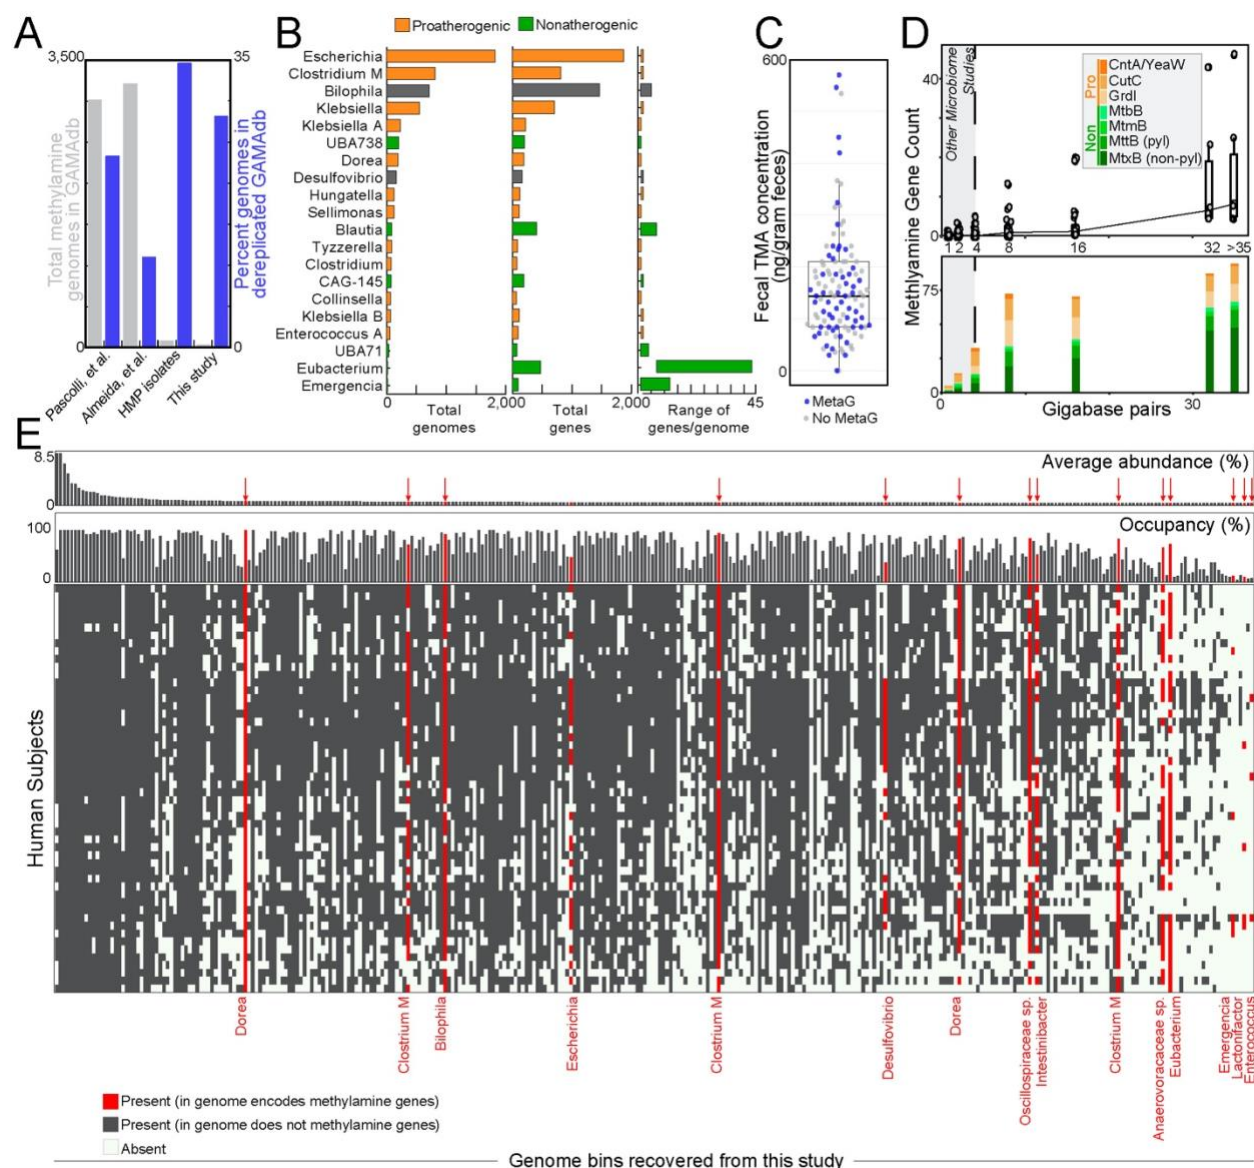 A
3,500
35
Total methylamine
genomes in GAMAdb
Percent genomes in
dereplicated GAMAdb
0
0
Pascolli, et al.
Almeida, et al.
HMP isolates
This study
B
Proatherogenic
Nonatherogenic
Escherichia
Clostridium M
Bilophila
Klebsiella
Klebsiella A
UBA738
Dorea
Desulfovibrio
Hungatella
Sellimonas
Blautia
Tyzzerella
Clostridium
CAG-145
Collinsella
Klebsiella B
Enterococcus A
UBA71
Eubacterium
Emergencia
0
2,000
2,000
45
Total
genomes
Total
genes
Range of
genes/genome
C
600
Fecal TMA concentration
(ng/gram feces)
0
MetaG
No MetaG
D
Methlyamine Gene Count
40
0
Other Microbiome
Studies
Pro
CntA/YeaW
CutC
GrdI
Non
MtbB
MtmB
MttB (pyl)
MtxB (non-pyl)
1 2 4 8 16 32 >35
75
0
0
30
Gigabase pairs
E
8.5
0
Average abundance (%)
100
0
Occupancy (%)
Human Subjects
Dorea
Clostrium M
Bilophila
Escherichia
Clostrium M
Desulfovibrio
Dorea
Oscillospiraceae sp.
Intestinibacter
Clostrium M
Anaerovoracaceae sp.
Eubacterium
Emergencia
Lactonifactor
Enterococcus
Present (in genome encodes methylamine genes)
Present (in genome does not methylamine genes)
Absent
Genome bins recovered from this study